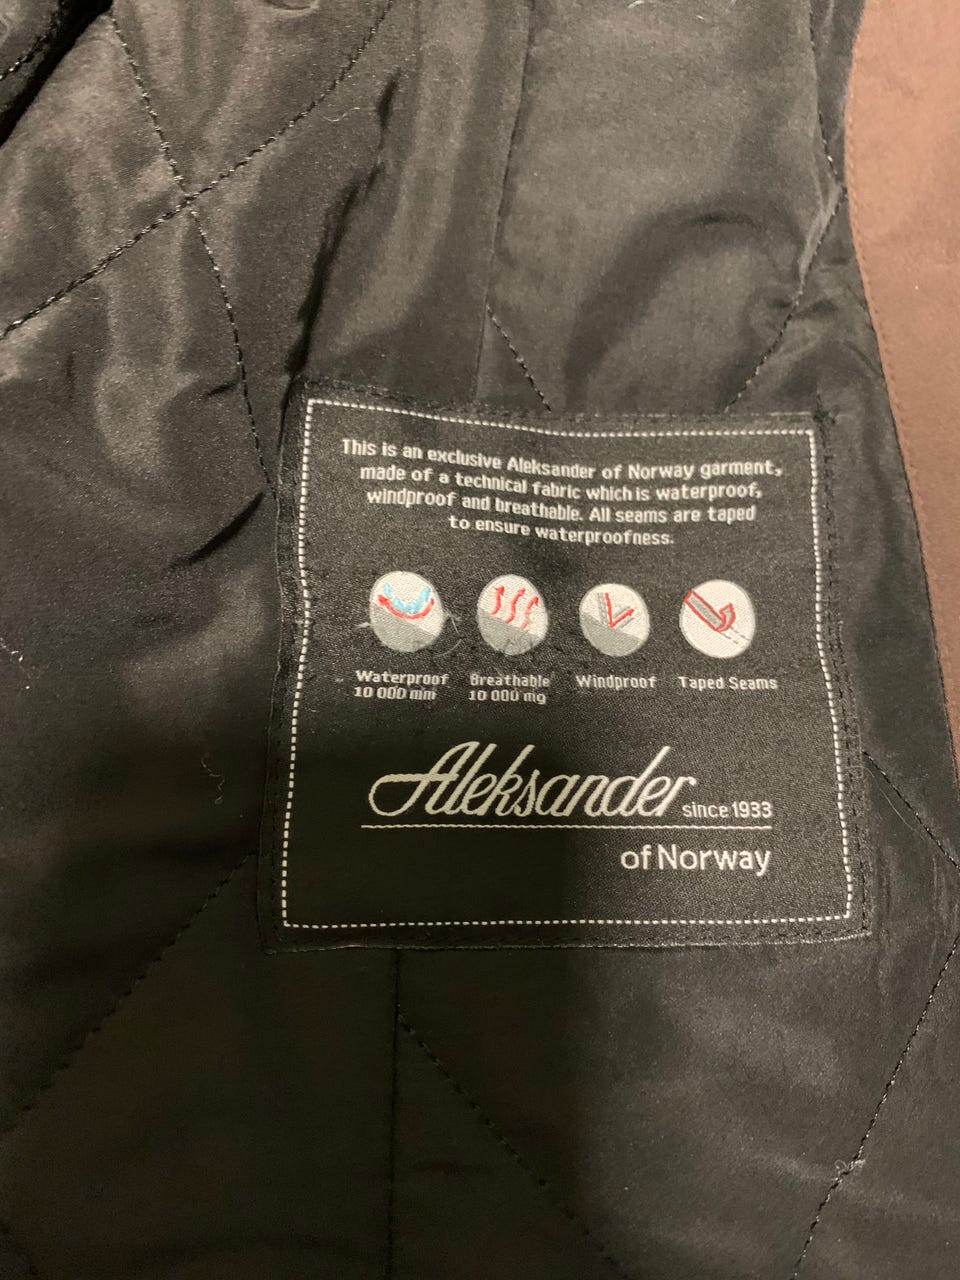 This is an exclusive Aleksander of Norway garment,
made of a technical fabric which is waterproof,
windproof and breathable. All seams are taped
to ensure waterproofness.
Waterproof
10 000 mm
Breathable
10 000 mg
Windproof
Taped Seams
Aleksander since 1933
of Norway